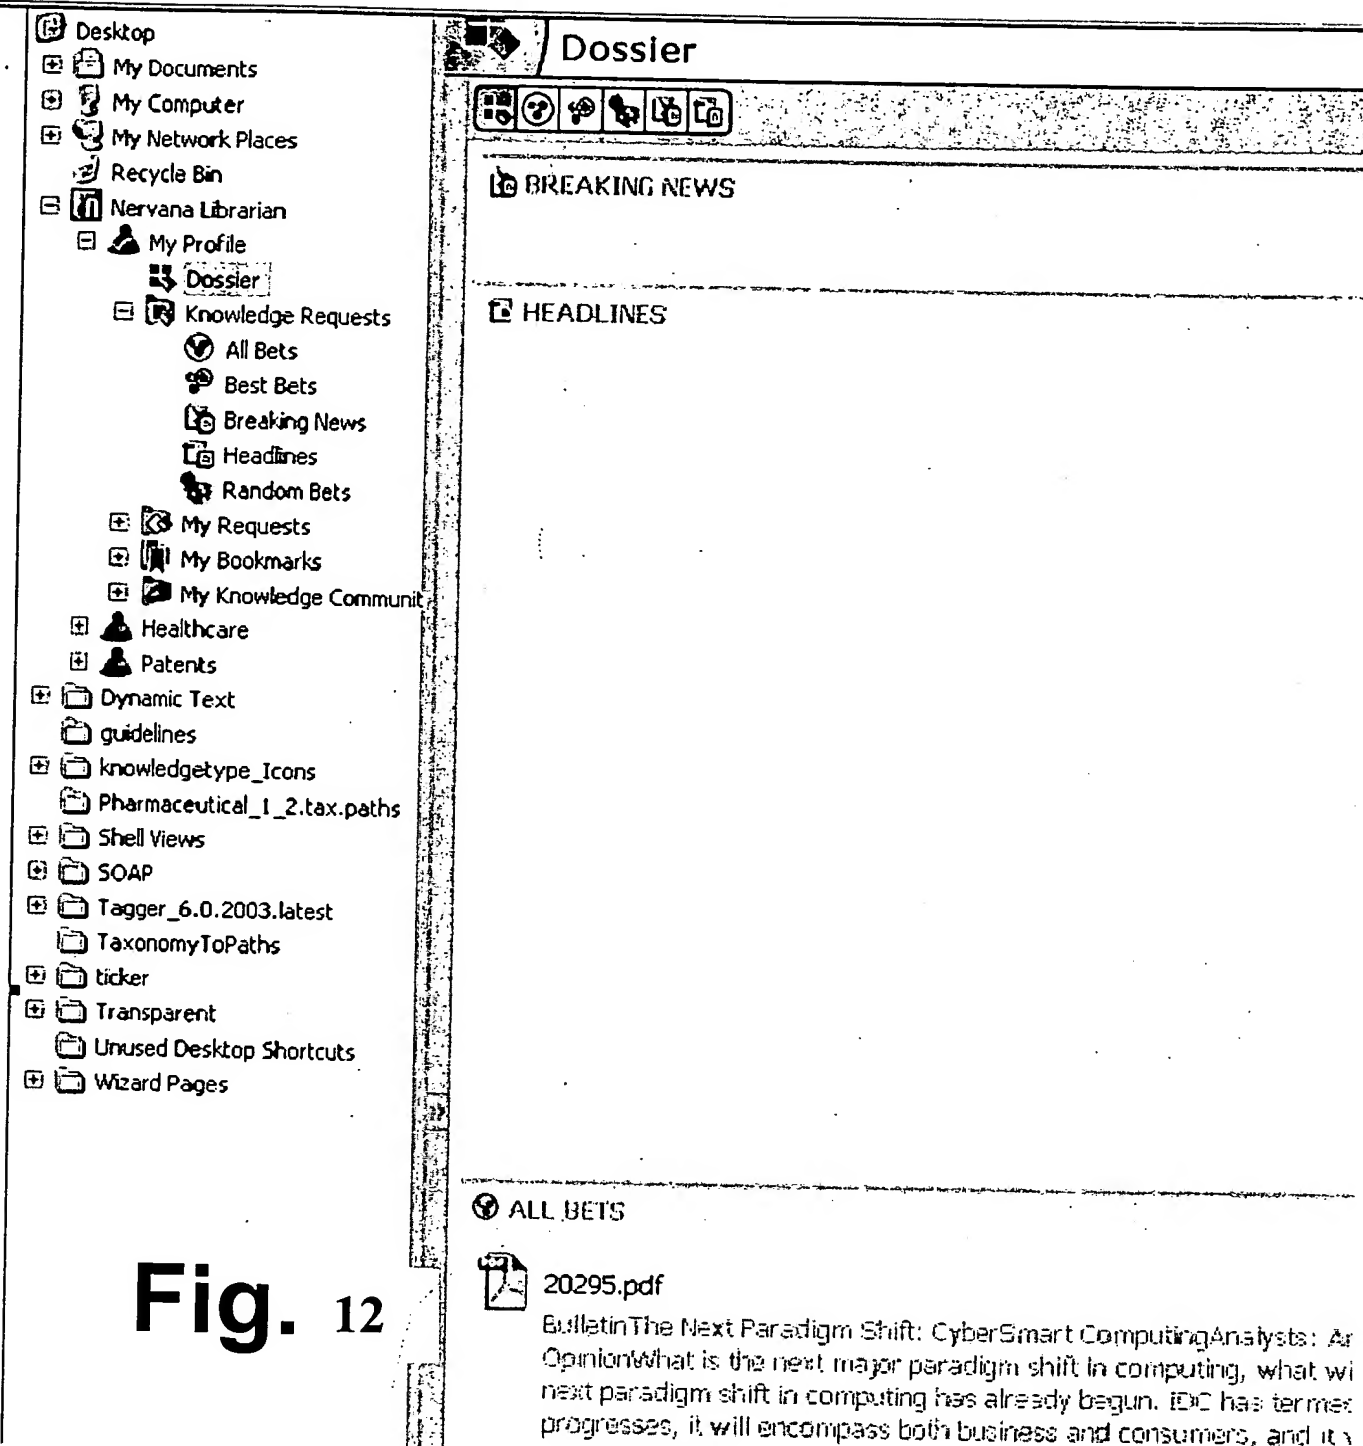 Desktop
My Documents
My Computer
My Network Places
Recycle Bin
Nervana Librarian
My Profile
Dossier
Knowledge Requests
All Bets
Best Bets
Breaking News
Headlines
Random Bets
My Requests
My Bookmarks
My Knowledge Communit
Healthcare
Patents
Dynamic Text
guidelines
knowledgetype_Icons
Pharmaceutical_1_2.tax.paths
Shell Views
SOAP
Tagger_6.0.2003.latest
TaxonomyToPaths
ticker
Transparent
Unused Desktop Shortcuts
Wizard Pages
Fig. 12
Dossier
BREAKING NEWS
HEADLINES
ALL BETS
20295.pdf
BulletinThe Next Paradigm Shift: CyberSmart ComputingAnalysts: Ar
OpinionWhat is the next major paradigm shift in computing, what wi
next paradigm shift in computing has already begun. IDC has termed
progresses, it will encompass both business and consumers, and it